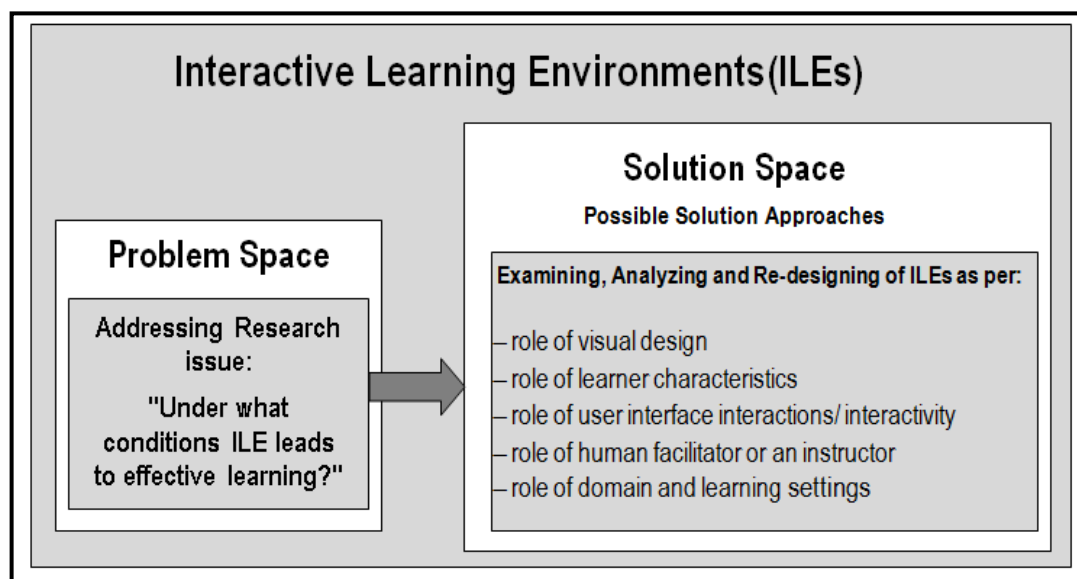 Interactive Learning Environments(ILEs)
Problem Space
Addressing Research
issue:
"Under what
conditions ILE leads
to effective learning?"
Solution Space
Possible Solution Approaches
Examining, Analyzing and Re-designing of ILEs as per:
– role of visual design
– role of learner characteristics
– role of user interface interactions/ interactivity
– role of human facilitator or an instructor
– role of domain and learning settings